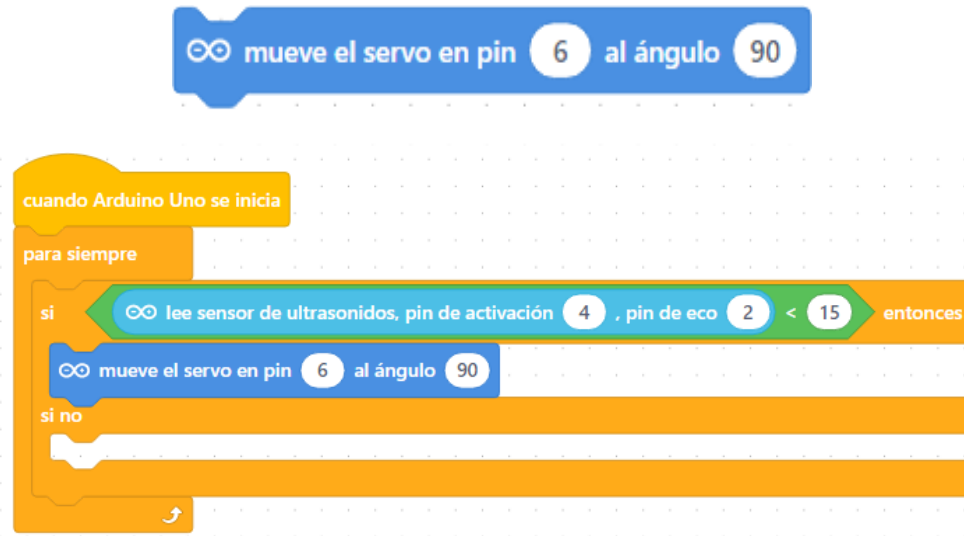 mueve el servo en pin 6 al ángulo 90
cuando Arduino Uno se inicia
para siempre
si lee sensor de ultrasonidos, pin de activación 4 , pin de eco 2 < 15 entonces
mueve el servo en pin 6 al ángulo 90
si no